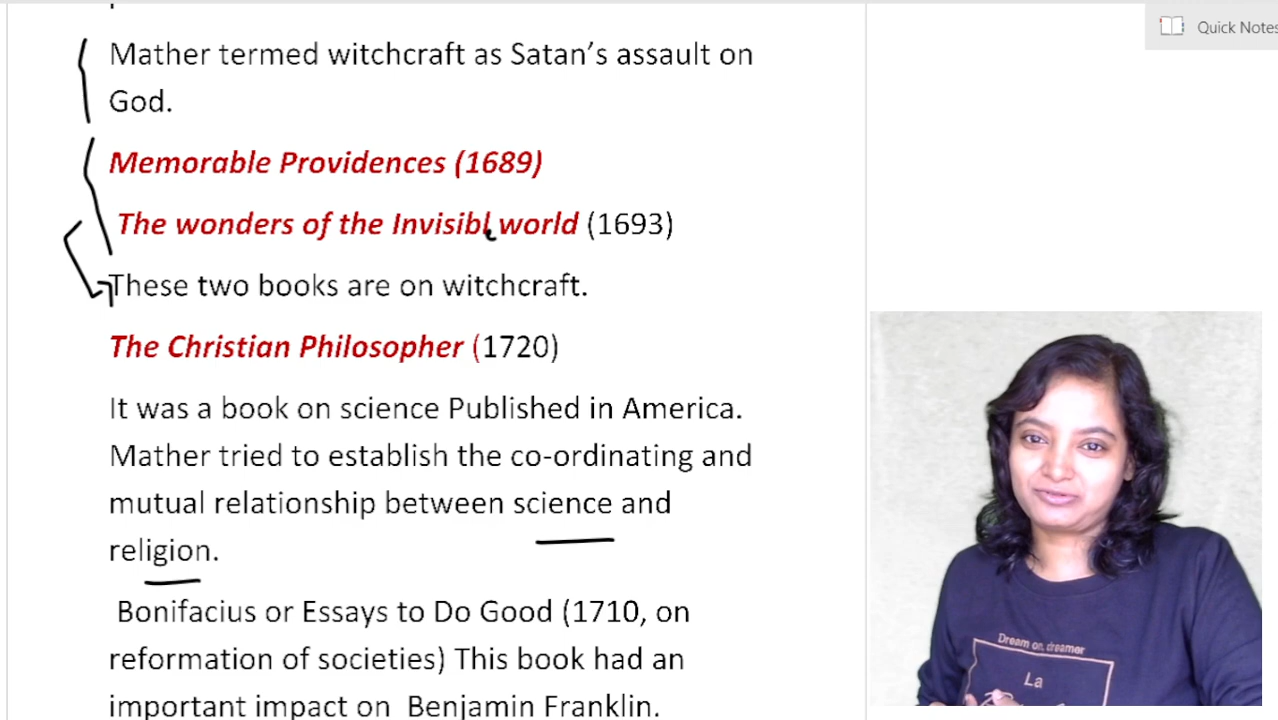 Quick Notes
Mather termed witchcraft as Satan’s assault on
God.
Memorable Providences (1689)
The wonders of the Invisibl world (1693)
These two books are on witchcraft.
The Christian Philosopher (1720)
It was a book on science Published in America.
Mather tried to establish the co-ordinating and
mutual relationship between science and
religion.
Bonifacius or Essays to Do Good (1710, on
reformation of societies) This book had an
important impact on Benjamin Franklin.
Dream on, dreamer
La